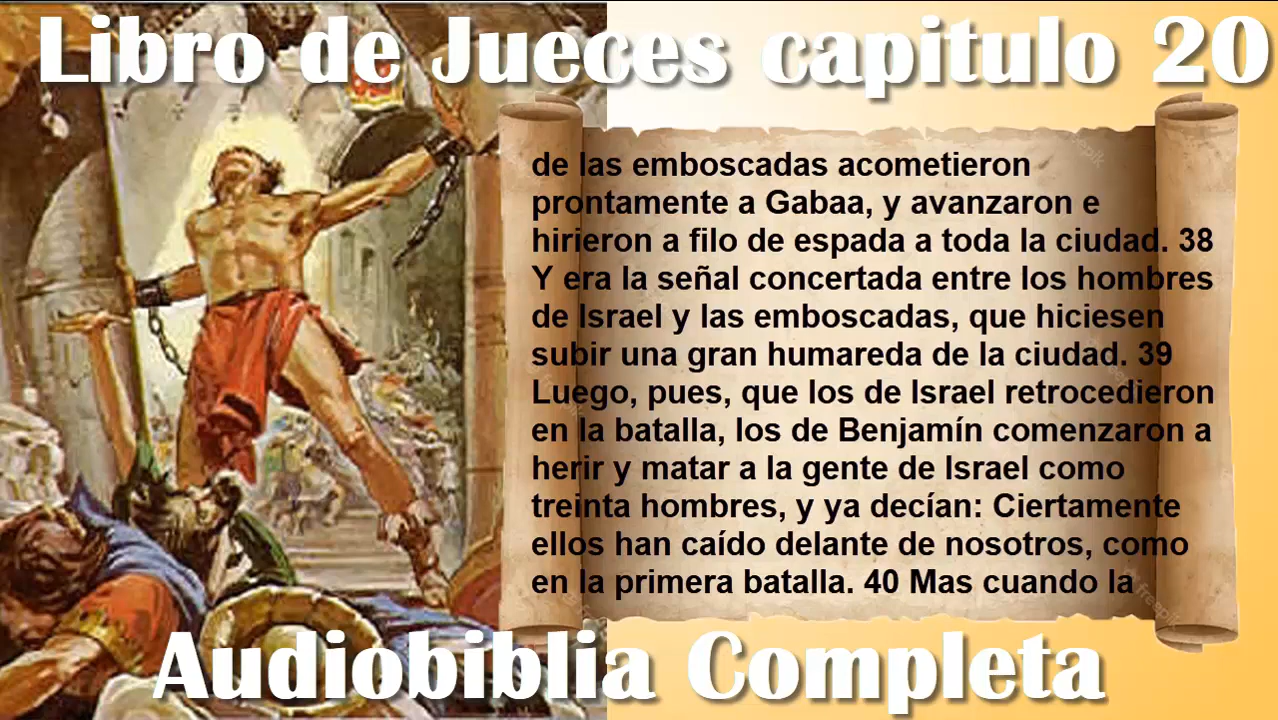 Libro de Jueces capitulo 20
de las emboscadas acometieron
prontamente a Gabaa, y avanzaron e
hirieron a filo de espada a toda la ciudad. 38
Y era la señal concertada entre los hombres
de Israel y las emboscadas, que hiciesen
subir una gran humareda de la ciudad. 39
Luego, pues, que los de Israel retrocedieron
en la batalla, los de Benjamín comenzaron a
herir y matar a la gente de Israel como
treinta hombres, y ya decían: Ciertamente
ellos han caído delante de nosotros, como
en la primera batalla. 40 Mas cuando la
Audiobiblia Completa